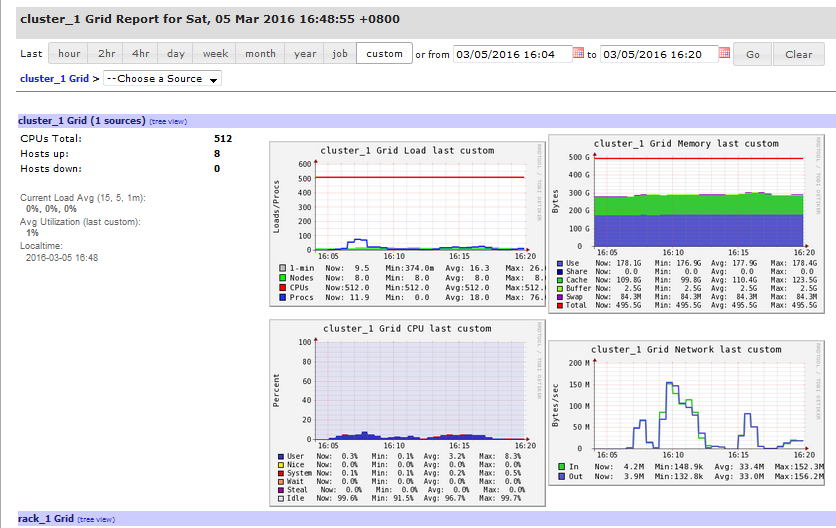 cluster_1 Grid Report for Sat, 05 Mar 2016 16:48:55 +0800
Last hour 2hr 4hr day week month year job custom or from 03/05/2016 16:04 to 03/05/2016 16:20 Go Clear
cluster_1 Grid > --Choose a Source
cluster_1 Grid (1 sources) (tree view)
CPUs Total: 512
Hosts up: 8
Hosts down: 0
Current Load Avg (15, 5, 1m):
0%, 0%, 0%
Avg Utilization (last custom):
1%
Localtime:
2016-03-05 16:48
cluster_1 Grid Load last custom
RRDTOOL / TOBI OETIKER
Loads/Procs
600
500
400
300
200
100
0
16:05 16:10 16:15 16:20
1-min Now: 9.5 Min:374.0m Avg: 16.3 Max: 26.
Nodes Now: 8.0 Min: 8.0 Avg: 8.0 Max: 8.
CPUs Now:512.0 Min:512.0 Avg:512.0 Max:512.
Procs Now: 11.9 Min: 0.0 Avg: 18.0 Max: 76.
cluster_1 Grid Memory last custom
RRDTOOL / TOBI OETIKER
Bytes
500 G
400 G
300 G
200 G
100 G
0
16:05 16:10 16:15 16:20
Use Now: 178.1G Min: 176.9G Avg: 177.9G Max: 178.4G
Share Now: 0.0 Min: 0.0 Avg: 0.0 Max: 0.0
Cache Now: 109.8G Min: 99.8G Avg: 110.4G Max: 123.5G
Buffer Now: 2.5G Min: 2.5G Avg: 2.5G Max: 2.5G
Swap Now: 84.3M Min: 84.3M Avg: 84.3M Max: 84.3M
Total Now: 495.5G Min: 495.5G Avg: 495.5G Max: 495.5G
cluster_1 Grid CPU last custom
RRDTOOL / TOBI OETIKER
Percent
100
80
60
40
20
0
16:05 16:10 16:15 16:20
User Now: 0.3% Min: 0.1% Avg: 3.2% Max: 8.3%
Nice Now: 0.0% Min: 0.0% Avg: 0.0% Max: 0.0%
System Now: 0.1% Min: 0.1% Avg: 0.2% Max: 0.5%
Wait Now: 0.0% Min: 0.0% Avg: 0.0% Max: 0.0%
Steal Now: 0.0% Min: 0.0% Avg: 0.0% Max: 0.0%
Idle Now: 99.6% Min: 91.5% Avg: 96.7% Max: 99.7%
cluster_1 Grid Network last custom
RRDTOOL / TOBI OETIKER
Bytes/sec
200 M
150 M
100 M
50 M
0
16:05 16:10 16:15 16:20
In Now: 4.2M Min:148.9k Avg: 33.4M Max:152.3M
Out Now: 3.9M Min:132.8k Avg: 33.0M Max:156.2M
rack_1 Grid (tree view)